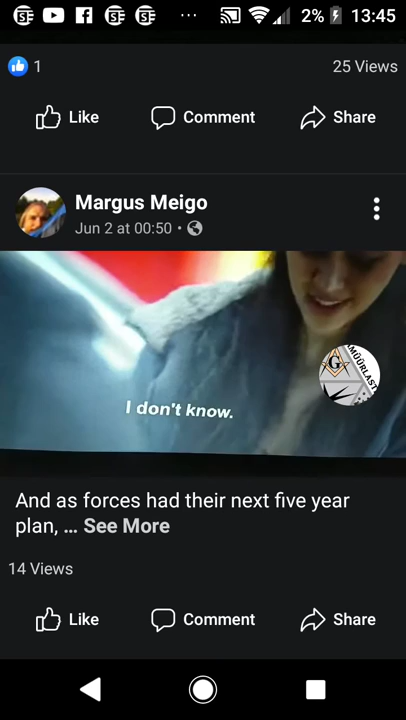 2% 13:45
1 25 Views
Like Comment Share
Margus Meigo
Jun 2 at 00:50 •
G
I don't know.
And as forces had their next five year
plan, ... See More
14 Views
Like Comment Share